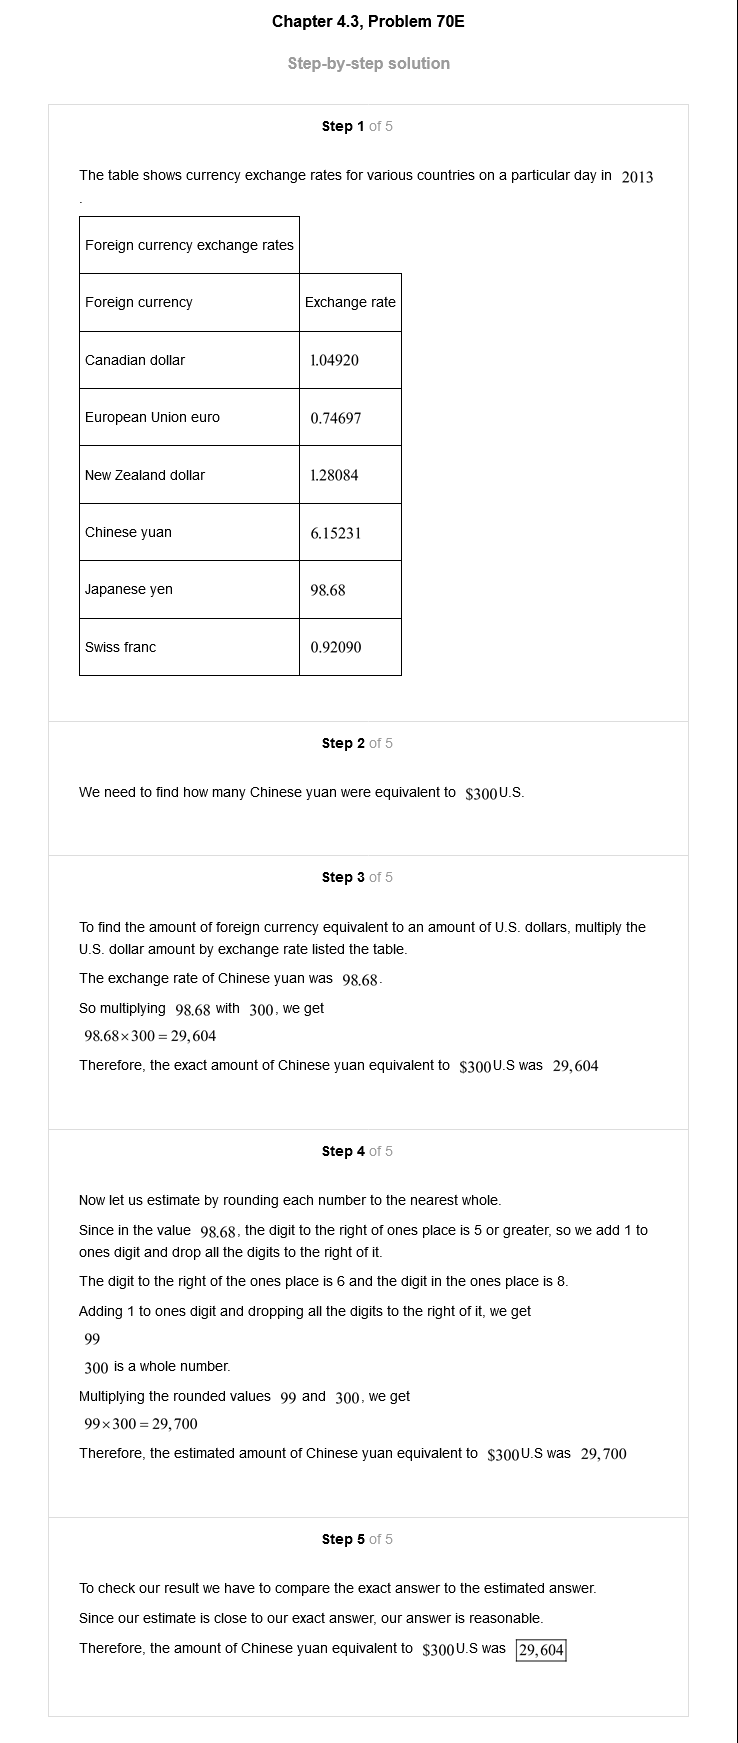 Chapter 4.3, Problem 70E
Step-by-step solution
Step 1 of 5
The table shows currency exchange rates for various countries on a particular day in 2013
.
Foreign currency exchange rates
Foreign currency Exchange rate
Canadian dollar 1.04920
European Union euro 0.74697
New Zealand dollar 1.28084
Chinese yuan 6.15231
Japanese yen 98.68
Swiss franc 0.92090
Step 2 of 5
We need to find how many Chinese yuan were equivalent to $300 U.S.
Step 3 of 5
To find the amount of foreign currency equivalent to an amount of U.S. dollars, multiply the
U.S. dollar amount by exchange rate listed the table.
The exchange rate of Chinese yuan was 98.68.
So multiplying 98.68 with 300, we get
98.68×300 = 29,604
Therefore, the exact amount of Chinese yuan equivalent to $300 U.S was 29,604
Step 4 of 5
Now let us estimate by rounding each number to the nearest whole.
Since in the value 98.68, the digit to the right of ones place is 5 or greater, so we add 1 to
ones digit and drop all the digits to the right of it.
The digit to the right of the ones place is 6 and the digit in the ones place is 8.
Adding 1 to ones digit and dropping all the digits to the right of it, we get
99
300 is a whole number.
Multiplying the rounded values 99 and 300, we get
99×300 = 29,700
Therefore, the estimated amount of Chinese yuan equivalent to $300 U.S was 29,700
Step 5 of 5
To check our result we have to compare the exact answer to the estimated answer.
Since our estimate is close to our exact answer, our answer is reasonable.
Therefore, the amount of Chinese yuan equivalent to $300 U.S was 29,604